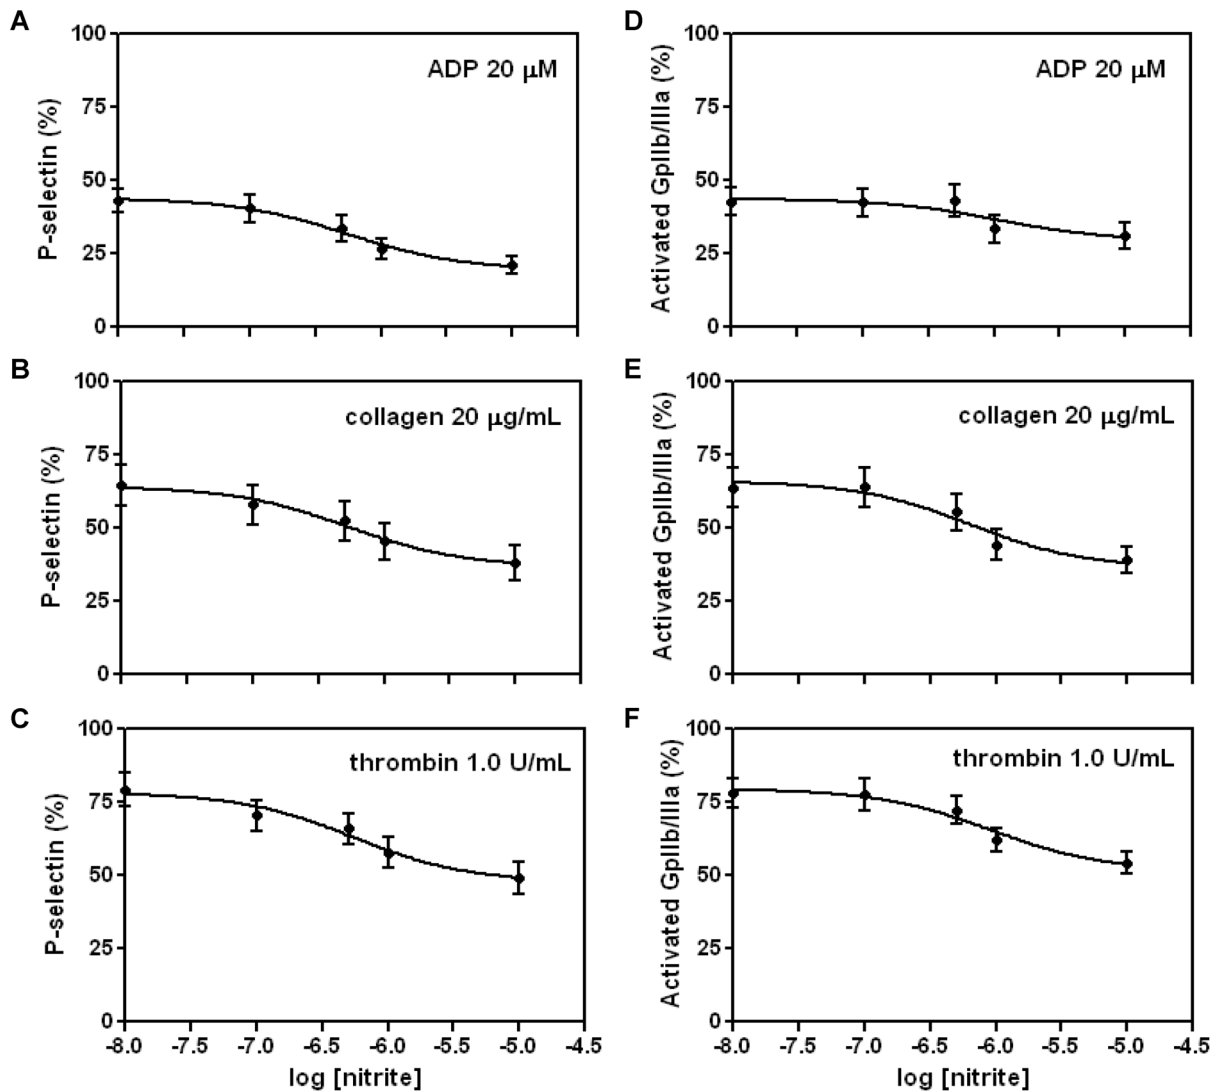 A
P-selectin (%)
100
75
50
25
0
ADP 20 μM
D
Activated GpIIb/IIIa (%)
100
75
50
25
0
ADP 20 μM
B
P-selectin (%)
100
75
50
25
0
collagen 20 μg/mL
E
Activated GpIIb/IIIa (%)
100
75
50
25
0
collagen 20 μg/mL
C
P-selectin (%)
100
75
50
25
0
thrombin 1.0 U/mL
-8.0 -7.5 -7.0 -6.5 -6.0 -5.5 -5.0 -4.5
log [nitrite]
F
Activated GpIIb/IIIa (%)
100
75
50
25
0
thrombin 1.0 U/mL
-8.0 -7.5 -7.0 -6.5 -6.0 -5.5 -5.0 -4.5
log [nitrite]